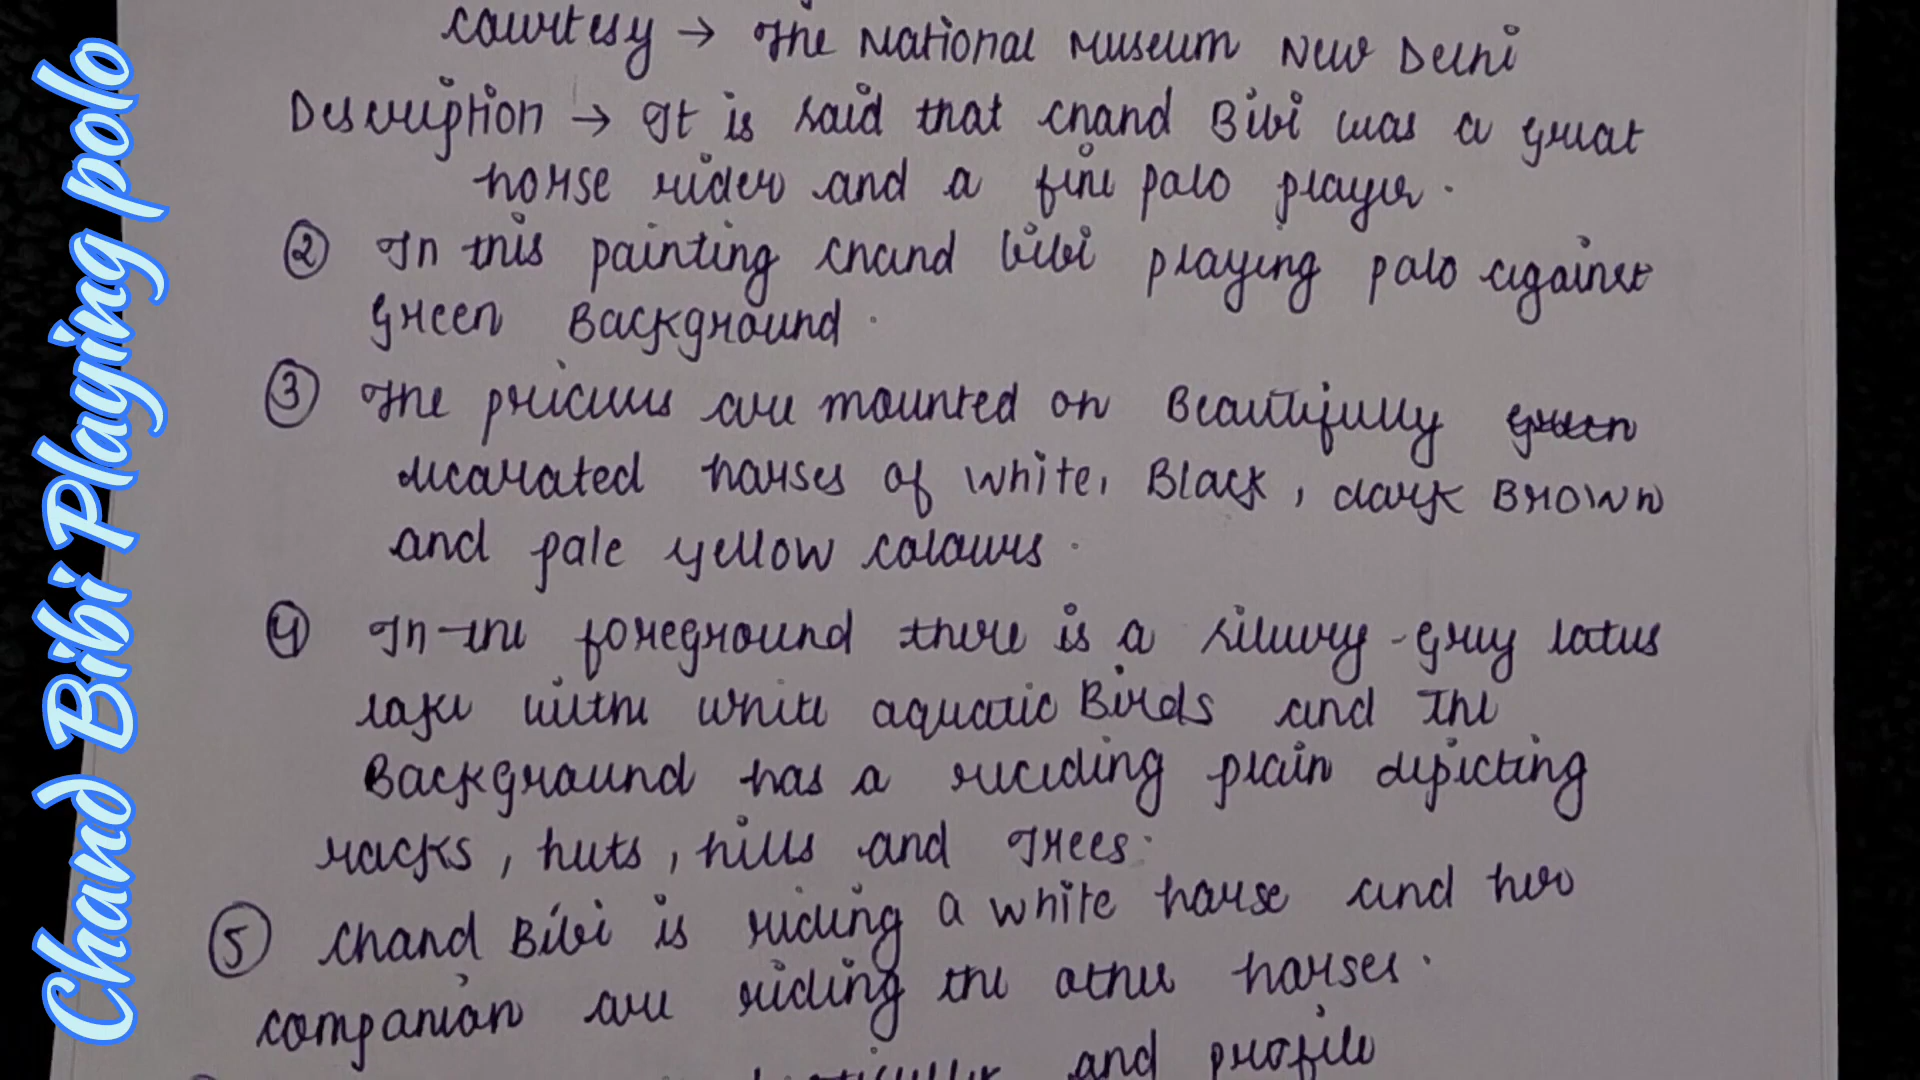 Chand Bibi Playing polo
courtesy → The National Museum New Delhi
Description → It is said that chand Bibi was a great
horse rider and a fine polo player.
② In this painting chand bibi playing polo against
green Background.
③ The are mounted on Beautifully green
decorated horses of white, Black, dark Brown
and pale yellow colours.
④ In the foreground there is a silvery-grey lotus
lake with white aquatic Birds and The
Background has a receding plain depicting
rocks, huts, hills and Trees.
⑤ Chand Bibi is riding a white horse and her
companion are riding the other horses.
and profile